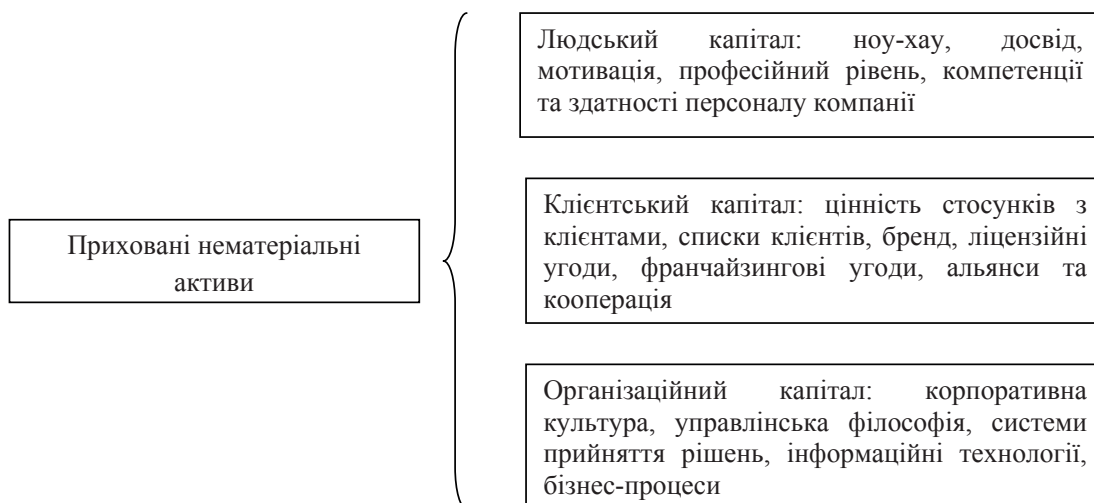 Людський капітал: ноу-хау, досвід,
мотивація, професійний рівень, компетенції
та здатності персоналу компанії
Приховані нематеріальні
активи
Клієнтський капітал: цінність стосунків з
клієнтами, списки клієнтів, бренд, ліцензійні
угоди, франчайзингові угоди, альянси та
кооперація
Організаційний капітал: корпоративна
культура, управлінська філософія, системи
прийняття рішень, інформаційні технології,
бізнес-процеси